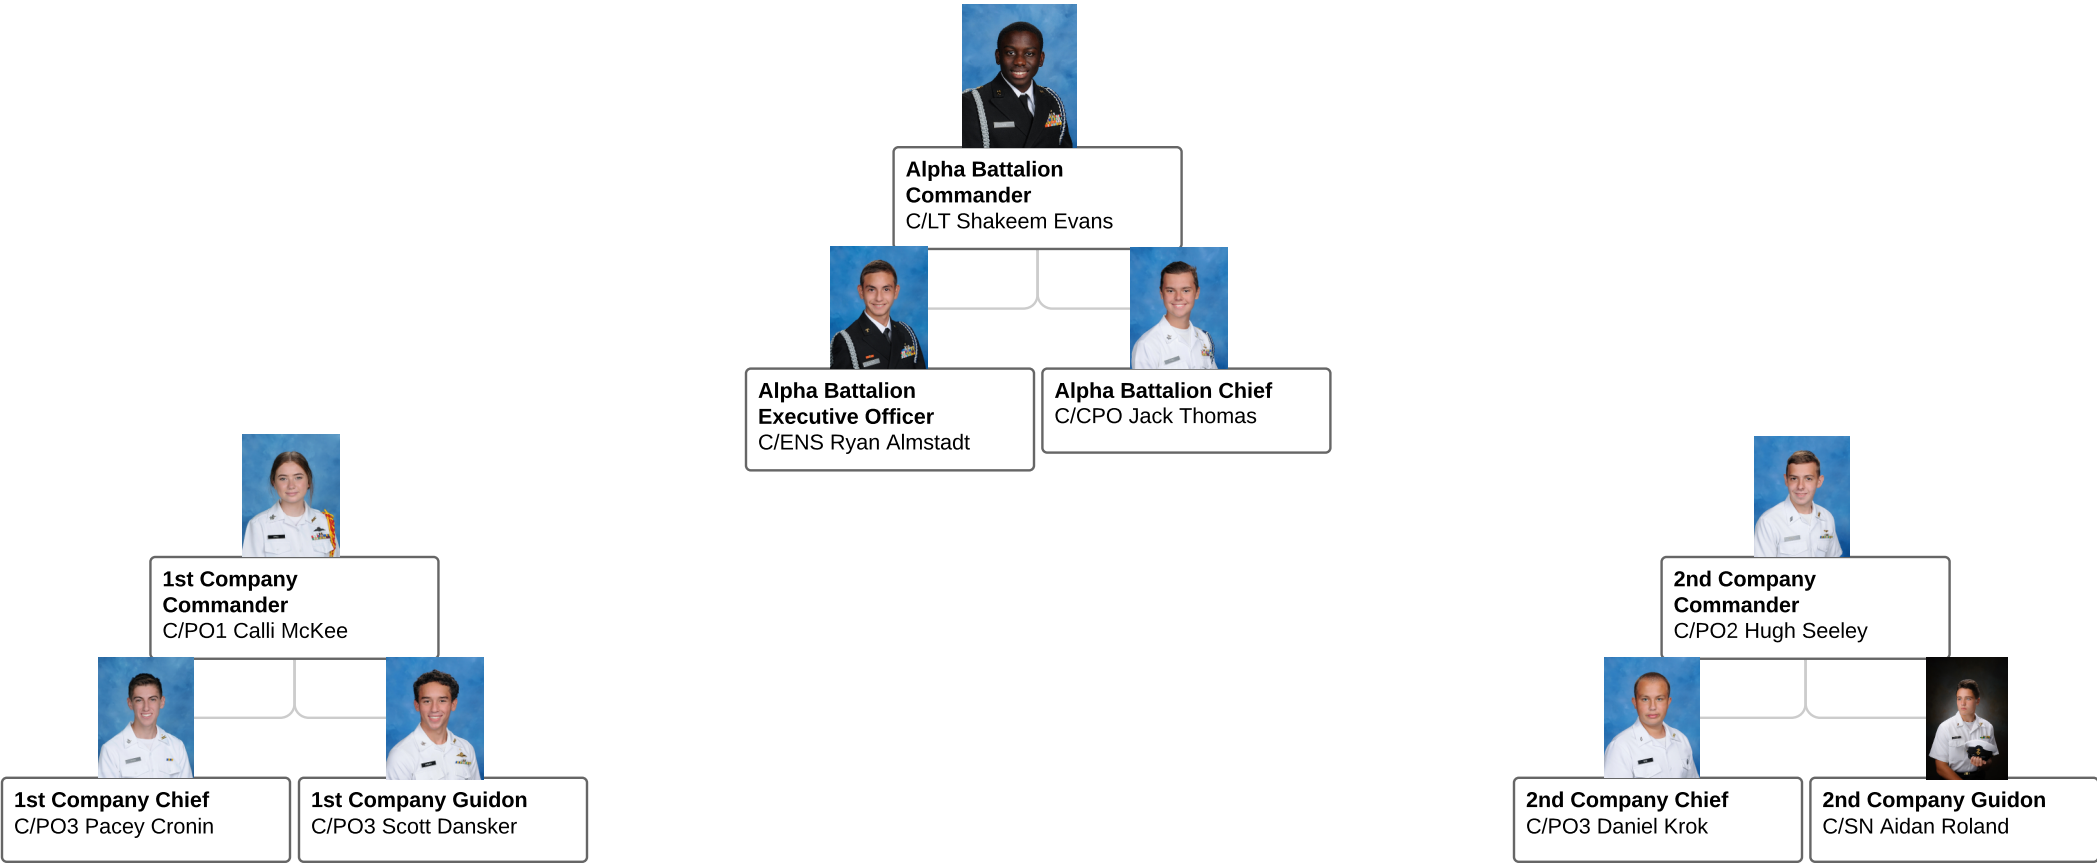 Alpha Battalion
Commander
C/LT Shakeem Evans
Alpha Battalion
Executive Officer
C/ENS Ryan Almstadt
Alpha Battalion Chief
C/CPO Jack Thomas
1st Company
Commander
C/PO1 Calli McKee
2nd Company
Commander
C/PO2 Hugh Seeley
1st Company Chief
C/PO3 Pacey Cronin
1st Company Guidon
C/PO3 Scott Dansker
2nd Company Chief
C/PO3 Daniel Krok
2nd Company Guidon
C/SN Aidan Roland